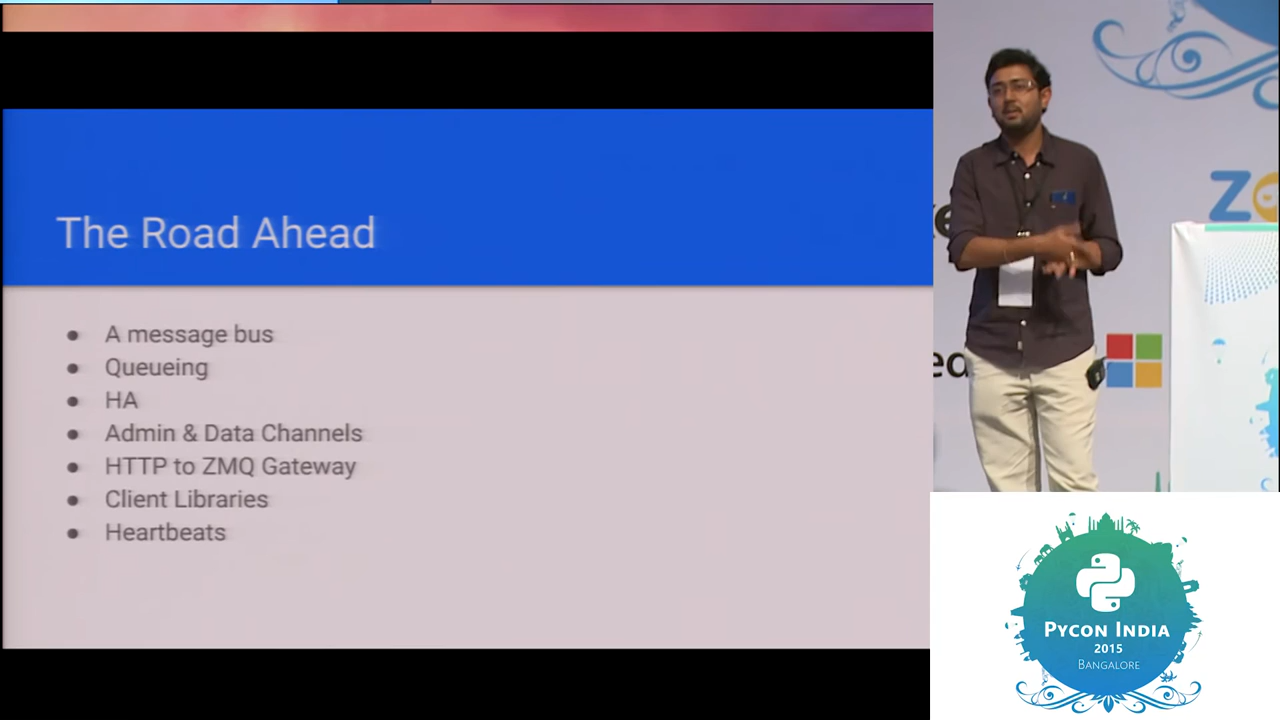 The Road Ahead
● A message bus
● Queueing
● HA
● Admin & Data Channels
● HTTP to ZMQ Gateway
● Client Libraries
● Heartbeats
PYCON INDIA
2015
BANGALORE